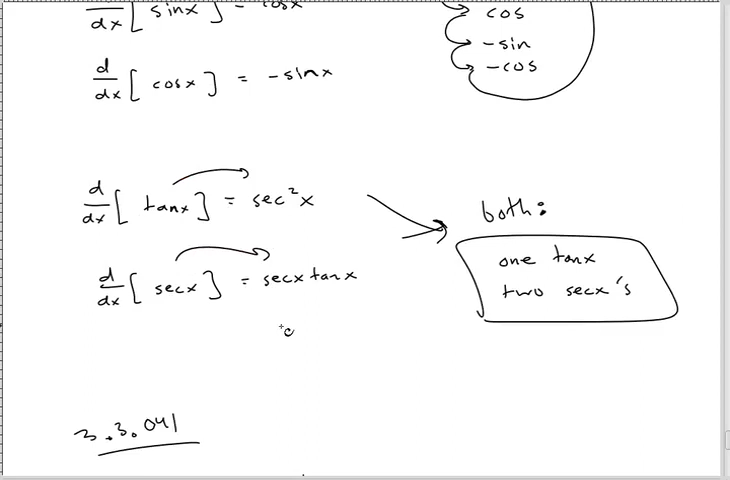 d/dx [ sinx ] = cosx
cos
-sin
-cos
d/dx [ cosx ] = -sinx
d/dx [ tanx ] = sec²x
d/dx [ secx ] = secx tanx
both:
one tanx
two secx's
3.3.041